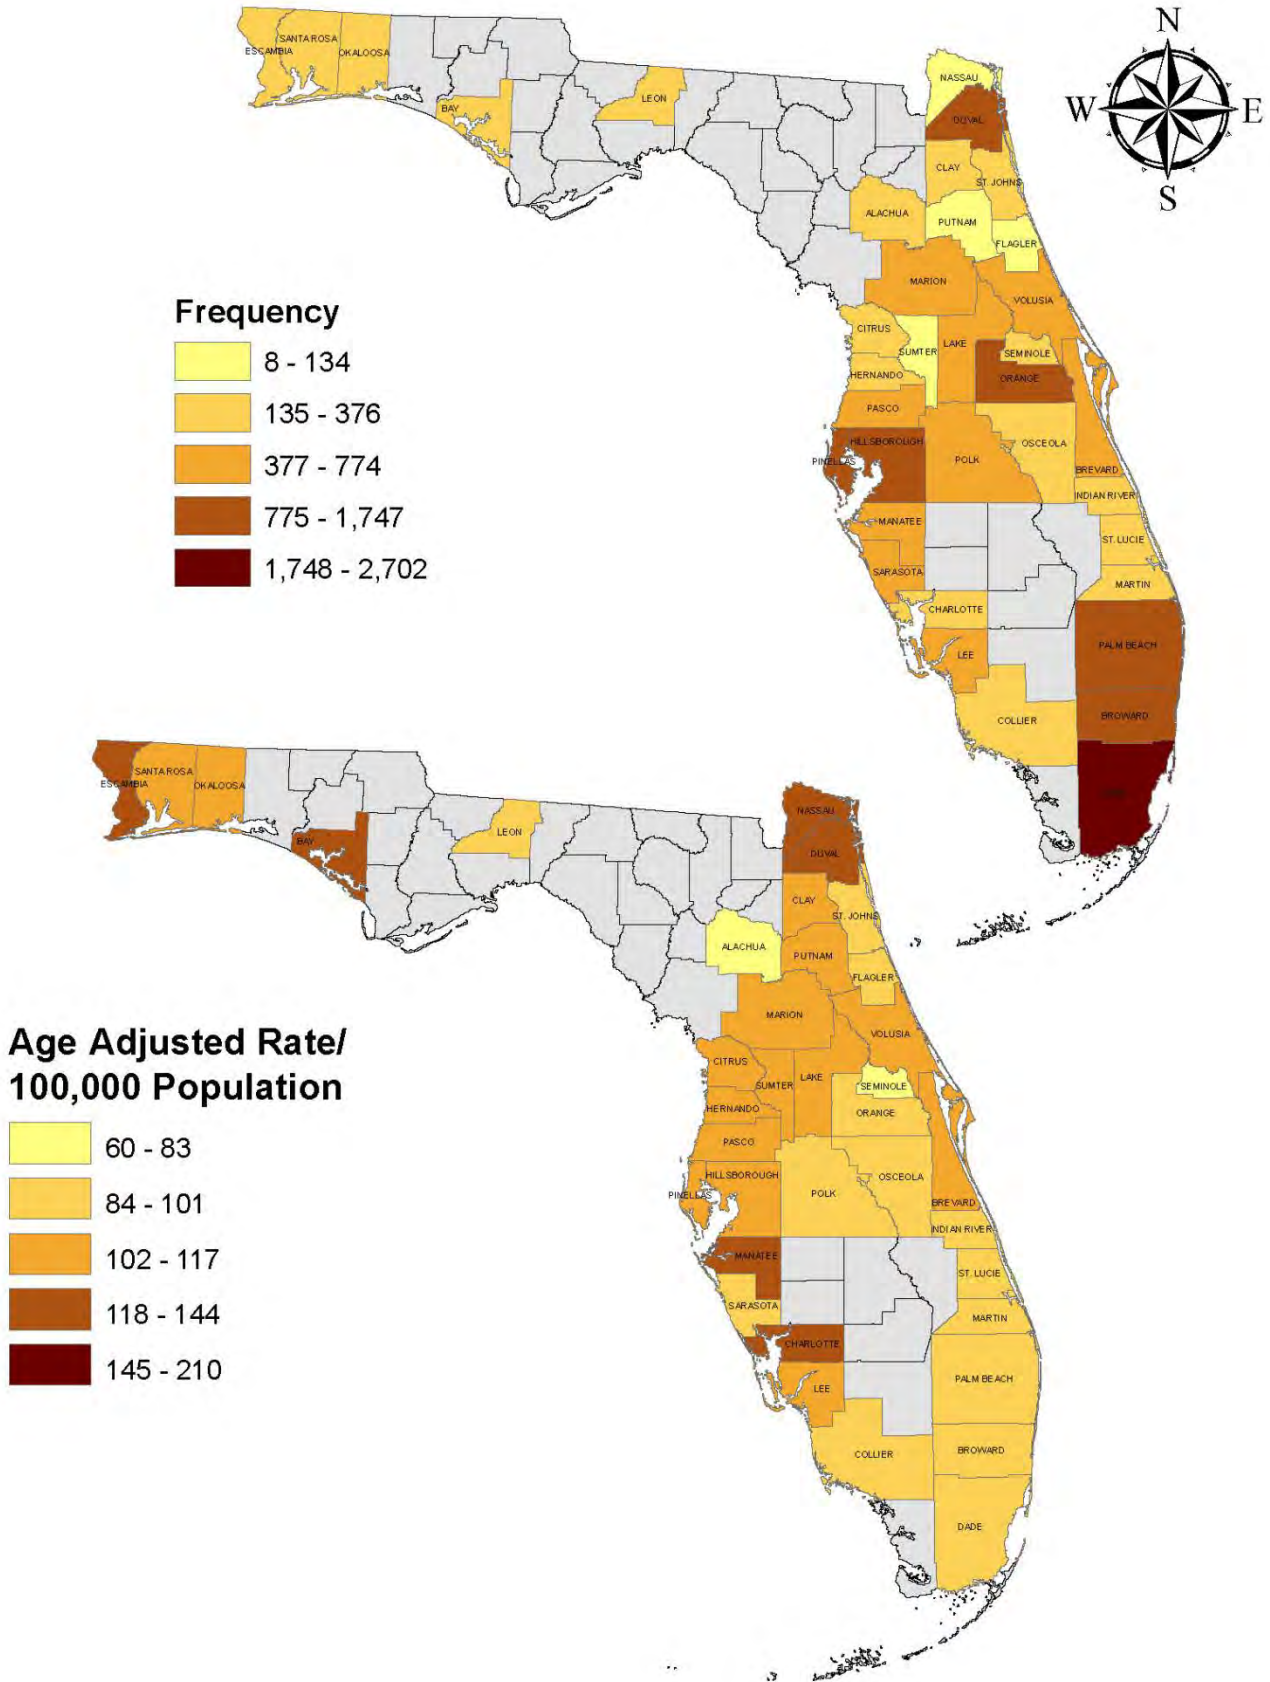 N
W
E
S
ESCAMBIA
SANTA ROSA
OKALOOSA
BAY
LEON
NASSAU
DUVAL
CLAY
ST. JOHNS
ALACHUA
PUTNAM
FLAGLER
MARION
VOLUSIA
CITRUS
SUMTER
LAKE
SEMINOLE
HERNANDO
ORANGE
PASCO
HILLSBOROUGH
PINELLAS
POLK
OSCEOLA
BREVARD
INDIAN RIVER
MANATEE
ST. LUCIE
SARASOTA
MARTIN
CHARLOTTE
PALM BEACH
LEE
COLLIER
BROWARD
Frequency
8 - 134
135 - 376
377 - 774
775 - 1,747
1,748 - 2,702
ESCAMBIA
SANTA ROSA
OKALOOSA
BAY
LEON
NASSAU
DUVAL
CLAY
ST. JOHNS
ALACHUA
PUTNAM
FLAGLER
MARION
VOLUSIA
CITRUS
SUMTER
LAKE
SEMINOLE
HERNANDO
ORANGE
PASCO
HILLSBOROUGH
PINELLAS
POLK
OSCEOLA
BREVARD
INDIAN RIVER
MANATEE
ST. LUCIE
SARASOTA
MARTIN
CHARLOTTE
PALM BEACH
LEE
COLLIER
BROWARD
DADE
Age Adjusted Rate/
100,000 Population
60 - 83
84 - 101
102 - 117
118 - 144
145 - 210